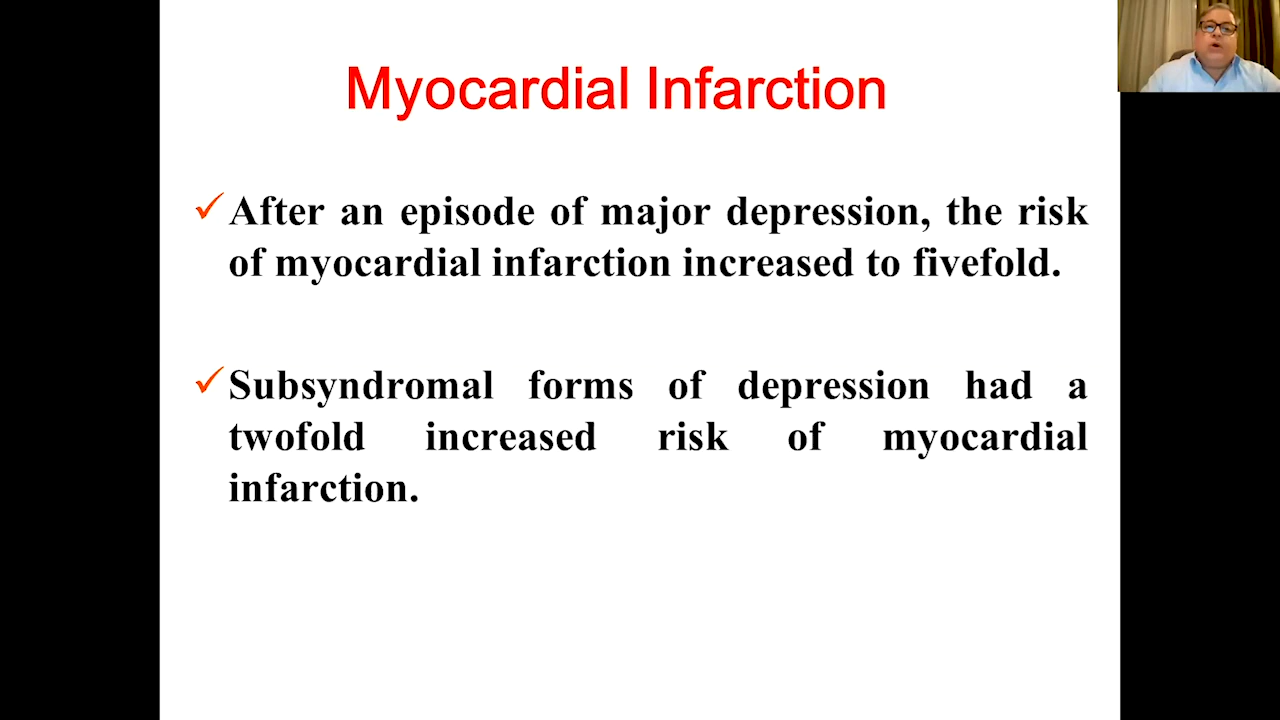 Myocardial Infarction
After an episode of major depression, the risk
of myocardial infarction increased to fivefold.
Subsyndromal forms of depression had a
twofold increased risk of myocardial
infarction.